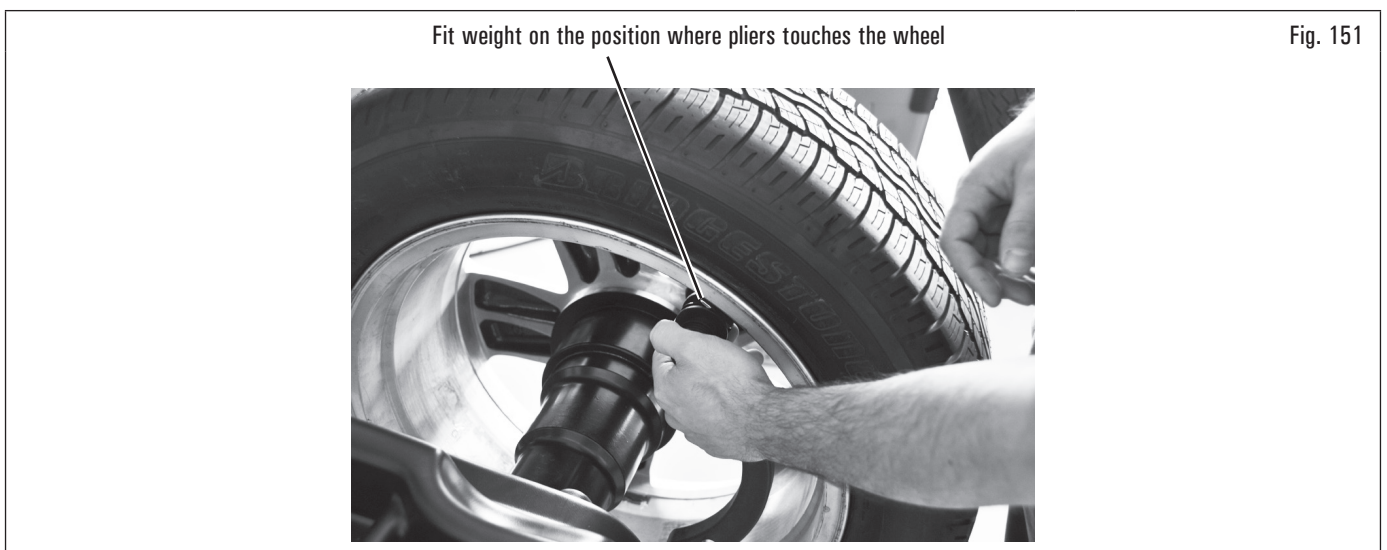 Fit weight on the position where pliers touches the wheel
Fig. 151
BRIDGESTONE